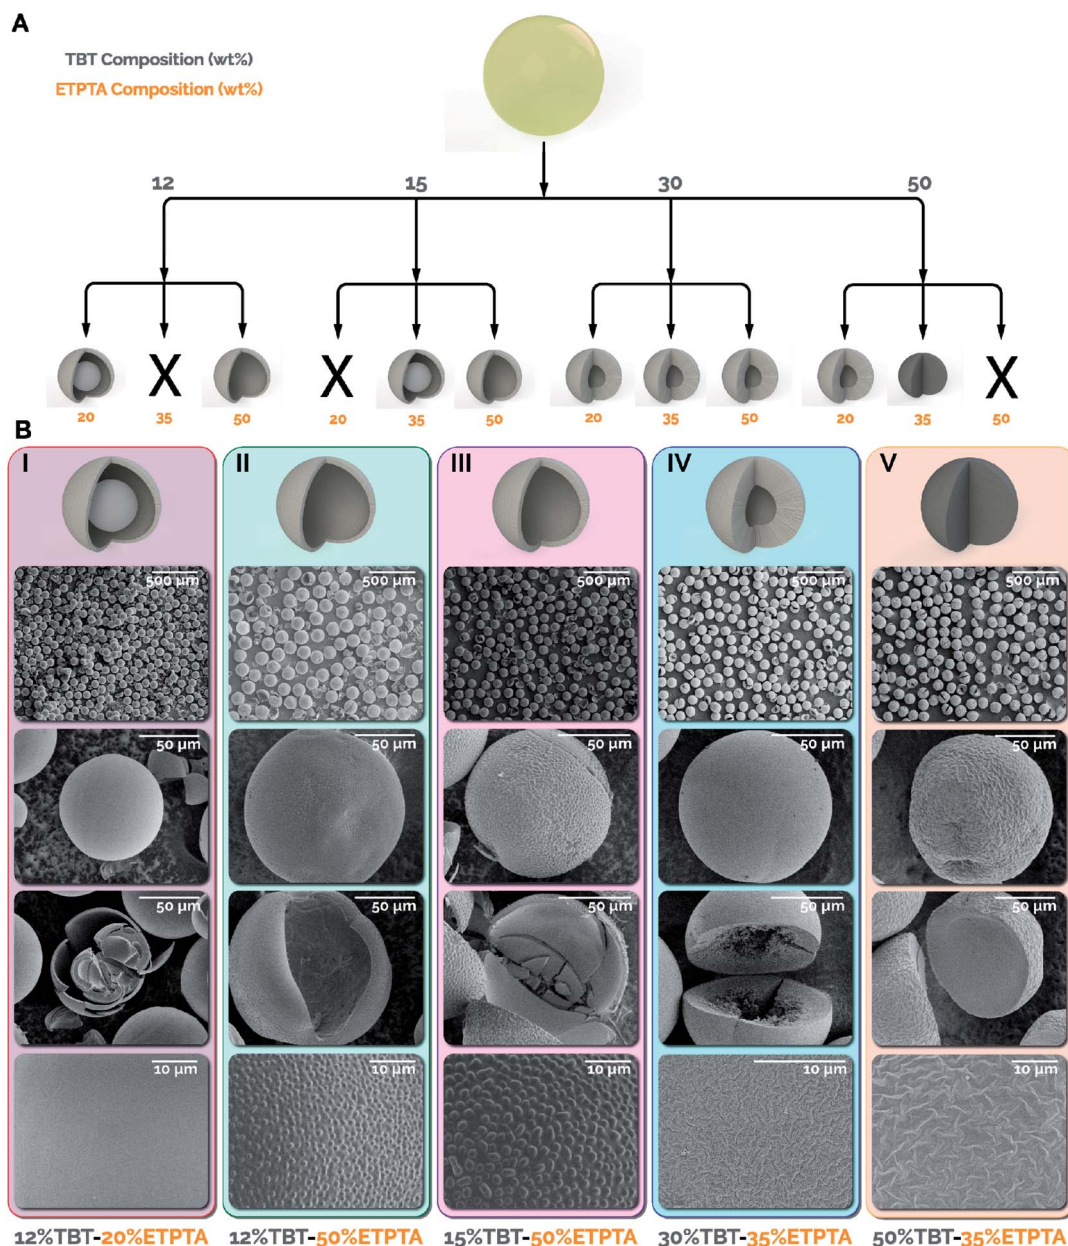 A
TBT Composition (wt%)
ETPTA Composition (wt%)
12 15 30 50
X X X
20 35 50 20 35 50 20 35 50 20 35 50
B
I II III IV V
500 μm 500 μm 500 μm 500 μm 500 μm
50 μm 50 μm 50 μm 50 μm 50 μm
50 μm 50 μm 50 μm 50 μm 50 μm
10 μm 10 μm 10 μm 10 μm 10 μm
12%TBT-20%ETPTA 12%TBT-50%ETPTA 15%TBT-50%ETPTA 30%TBT-35%ETPTA 50%TBT-35%ETPTA